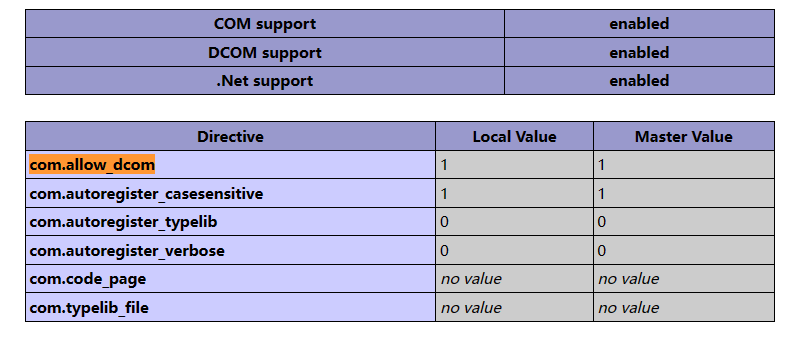 COM support enabled
DCOM support enabled
.Net support enabled
Directive Local Value Master Value
com.allow_dcom 1 1
com.autoregister_casesensitive 1 1
com.autoregister_typelib 0 0
com.autoregister_verbose 0 0
com.code_page no value no value
com.typelib_file no value no value